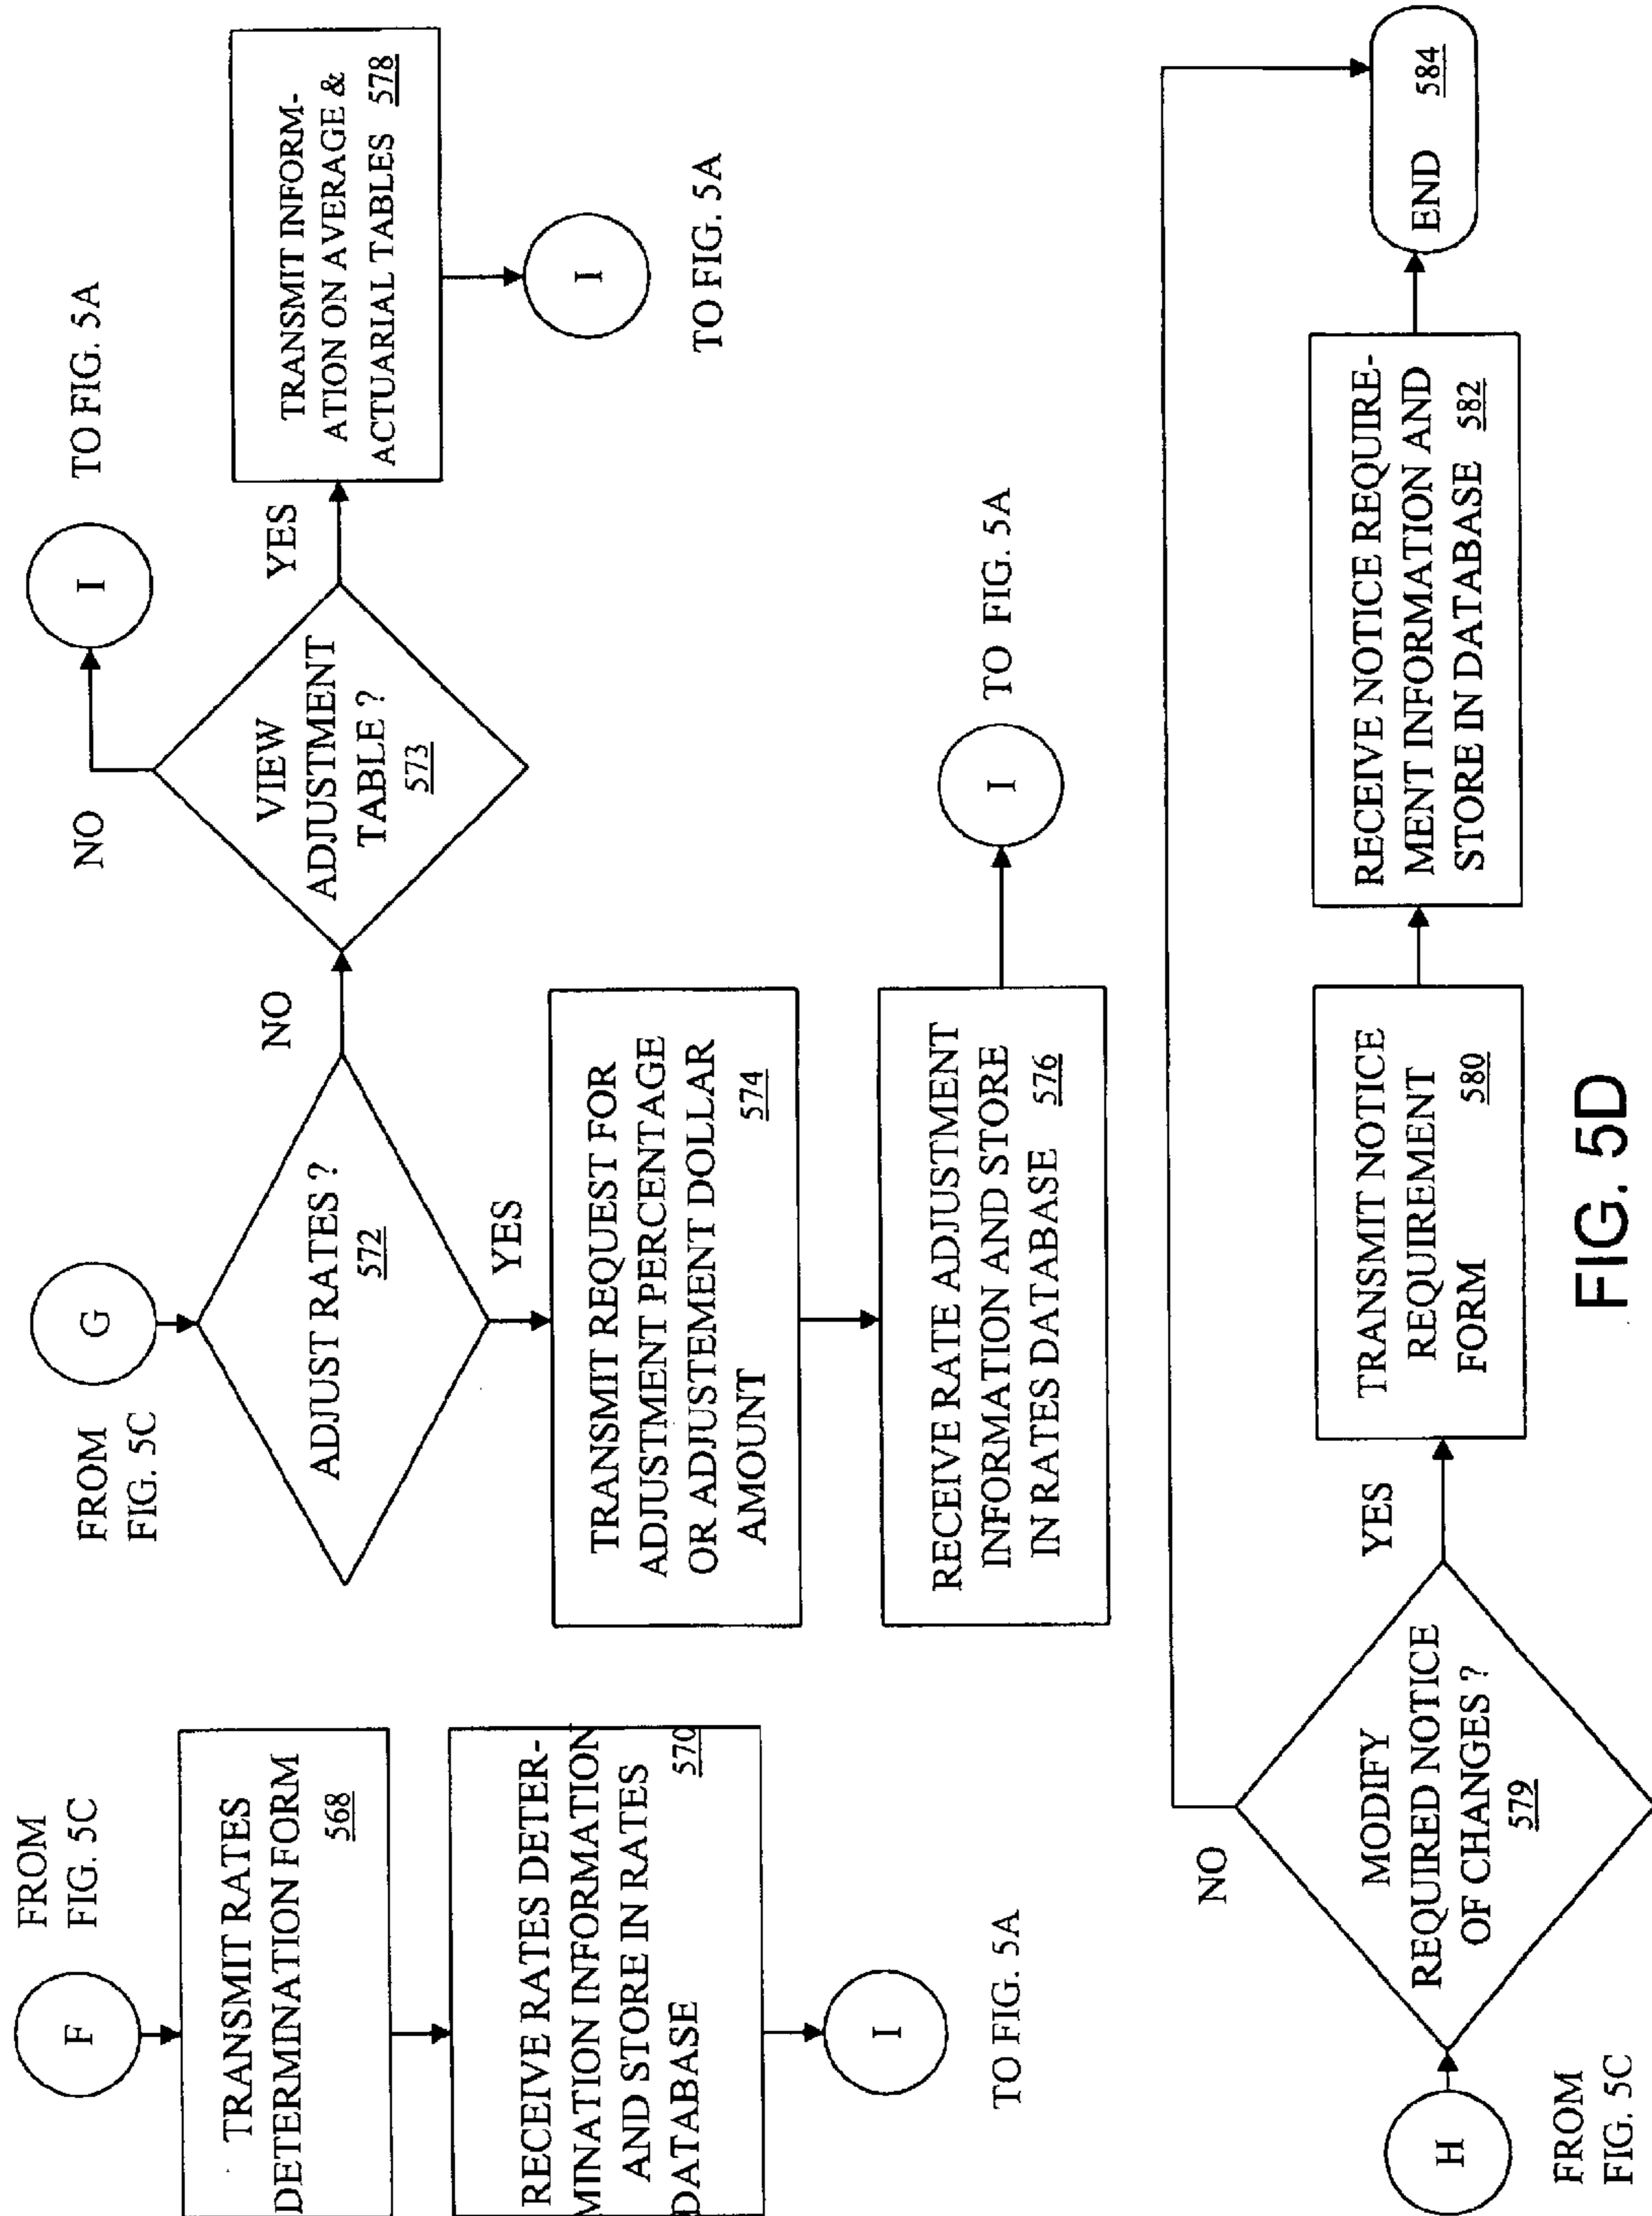 FROM
FIG. 5C
F
TRANSMIT RATES
DETERMINATION FORM
568
RECEIVE RATES DETER-
MINATION INFORMATION
AND STORE IN RATES
DATABASE 570
I
TO FIG. 5A
FROM
FIG. 5C
G
ADJUST RATES ?
572
NO
YES
TRANSMIT REQUEST FOR
ADJUSTMENT PERCENTAGE
OR ADJUSTEMENT DOLLAR
AMOUNT 574
RECEIVE RATE ADJUSTMENT
INFORMATION AND STORE
IN RATES DATABASE 576
I
TO FIG. 5A
VIEW
ADJUSTMENT
TABLE ?
573
NO
I
TO FIG. 5A
YES
TRANSMIT INFORM-
ATION ON AVERAGE &
ACTUARIAL TABLES 578
I
TO FIG. 5A
FROM
FIG. 5C
H
MODIFY
REQUIRED NOTICE
OF CHANGES ?
579
NO
YES
TRANSMIT NOTICE
REQUIREMENT
FORM 580
RECEIVE NOTICE REQUIRE-
MENT INFORMATION AND
STORE IN DATABASE 582
END 584
FIG. 5D